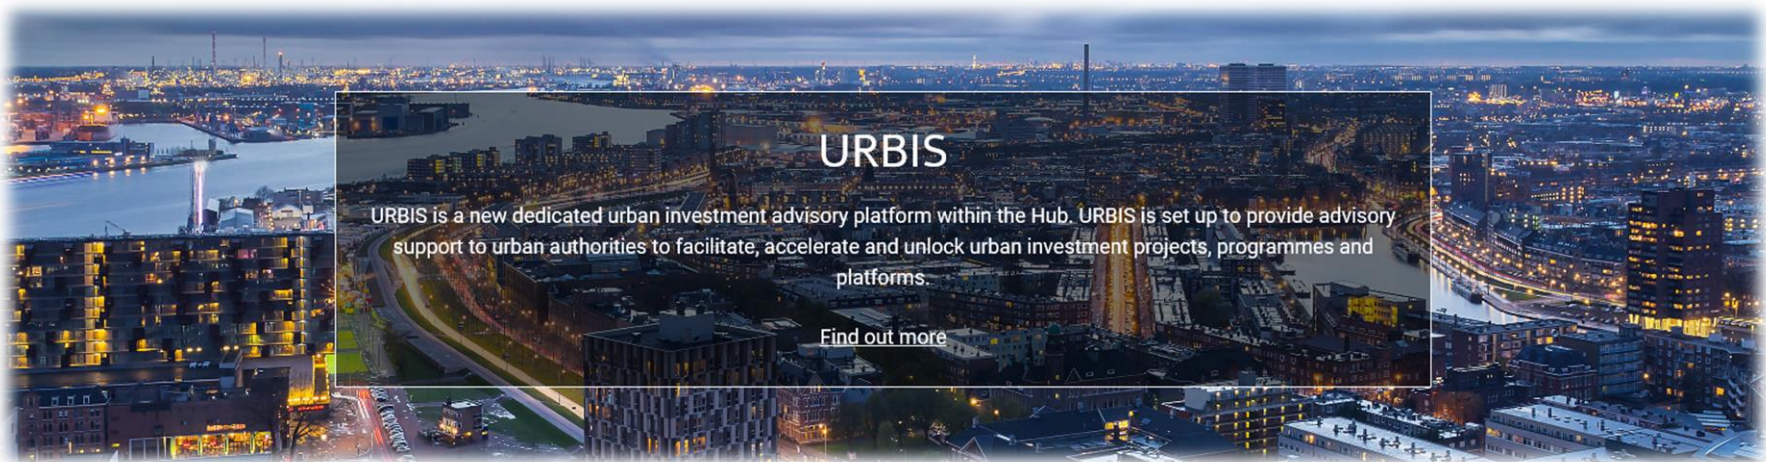 URBIS
URBIS is a new dedicated urban investment advisory platform within the Hub. URBIS is set up to provide advisory
support to urban authorities to facilitate, accelerate and unlock urban investment projects, programmes and
platforms.
Find out more